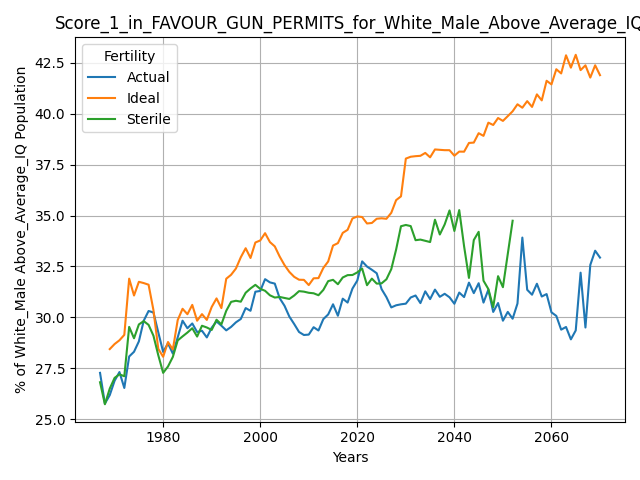 Score_1_in_FAVOUR_GUN_PERMITS_for_White_Male_Above_Average_IQ
% of White_Male Above_Average_IQ Population
42.5
40.0
37.5
35.0
32.5
30.0
27.5
25.0
Fertility
Actual
Ideal
Sterile
1980
2000
2020
2040
2060
Years